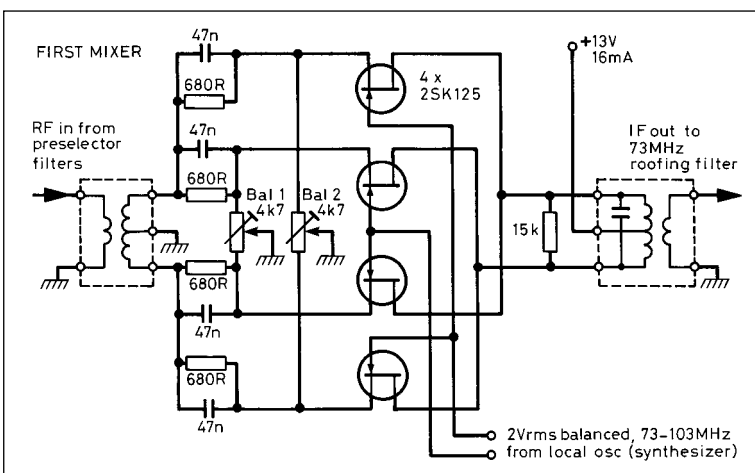 FIRST MIXER
47n
680R
4 x
2SK125
+13V
16mA
RF in from
preselector
filters
47n
680R
Bal 1
4k7
Bal 2
4k7
IF out to
73MHz
roofing filter
15k
680R
47n
680R
47n
2Vrms balanced, 73-103MHz
from local osc (synthesizer)